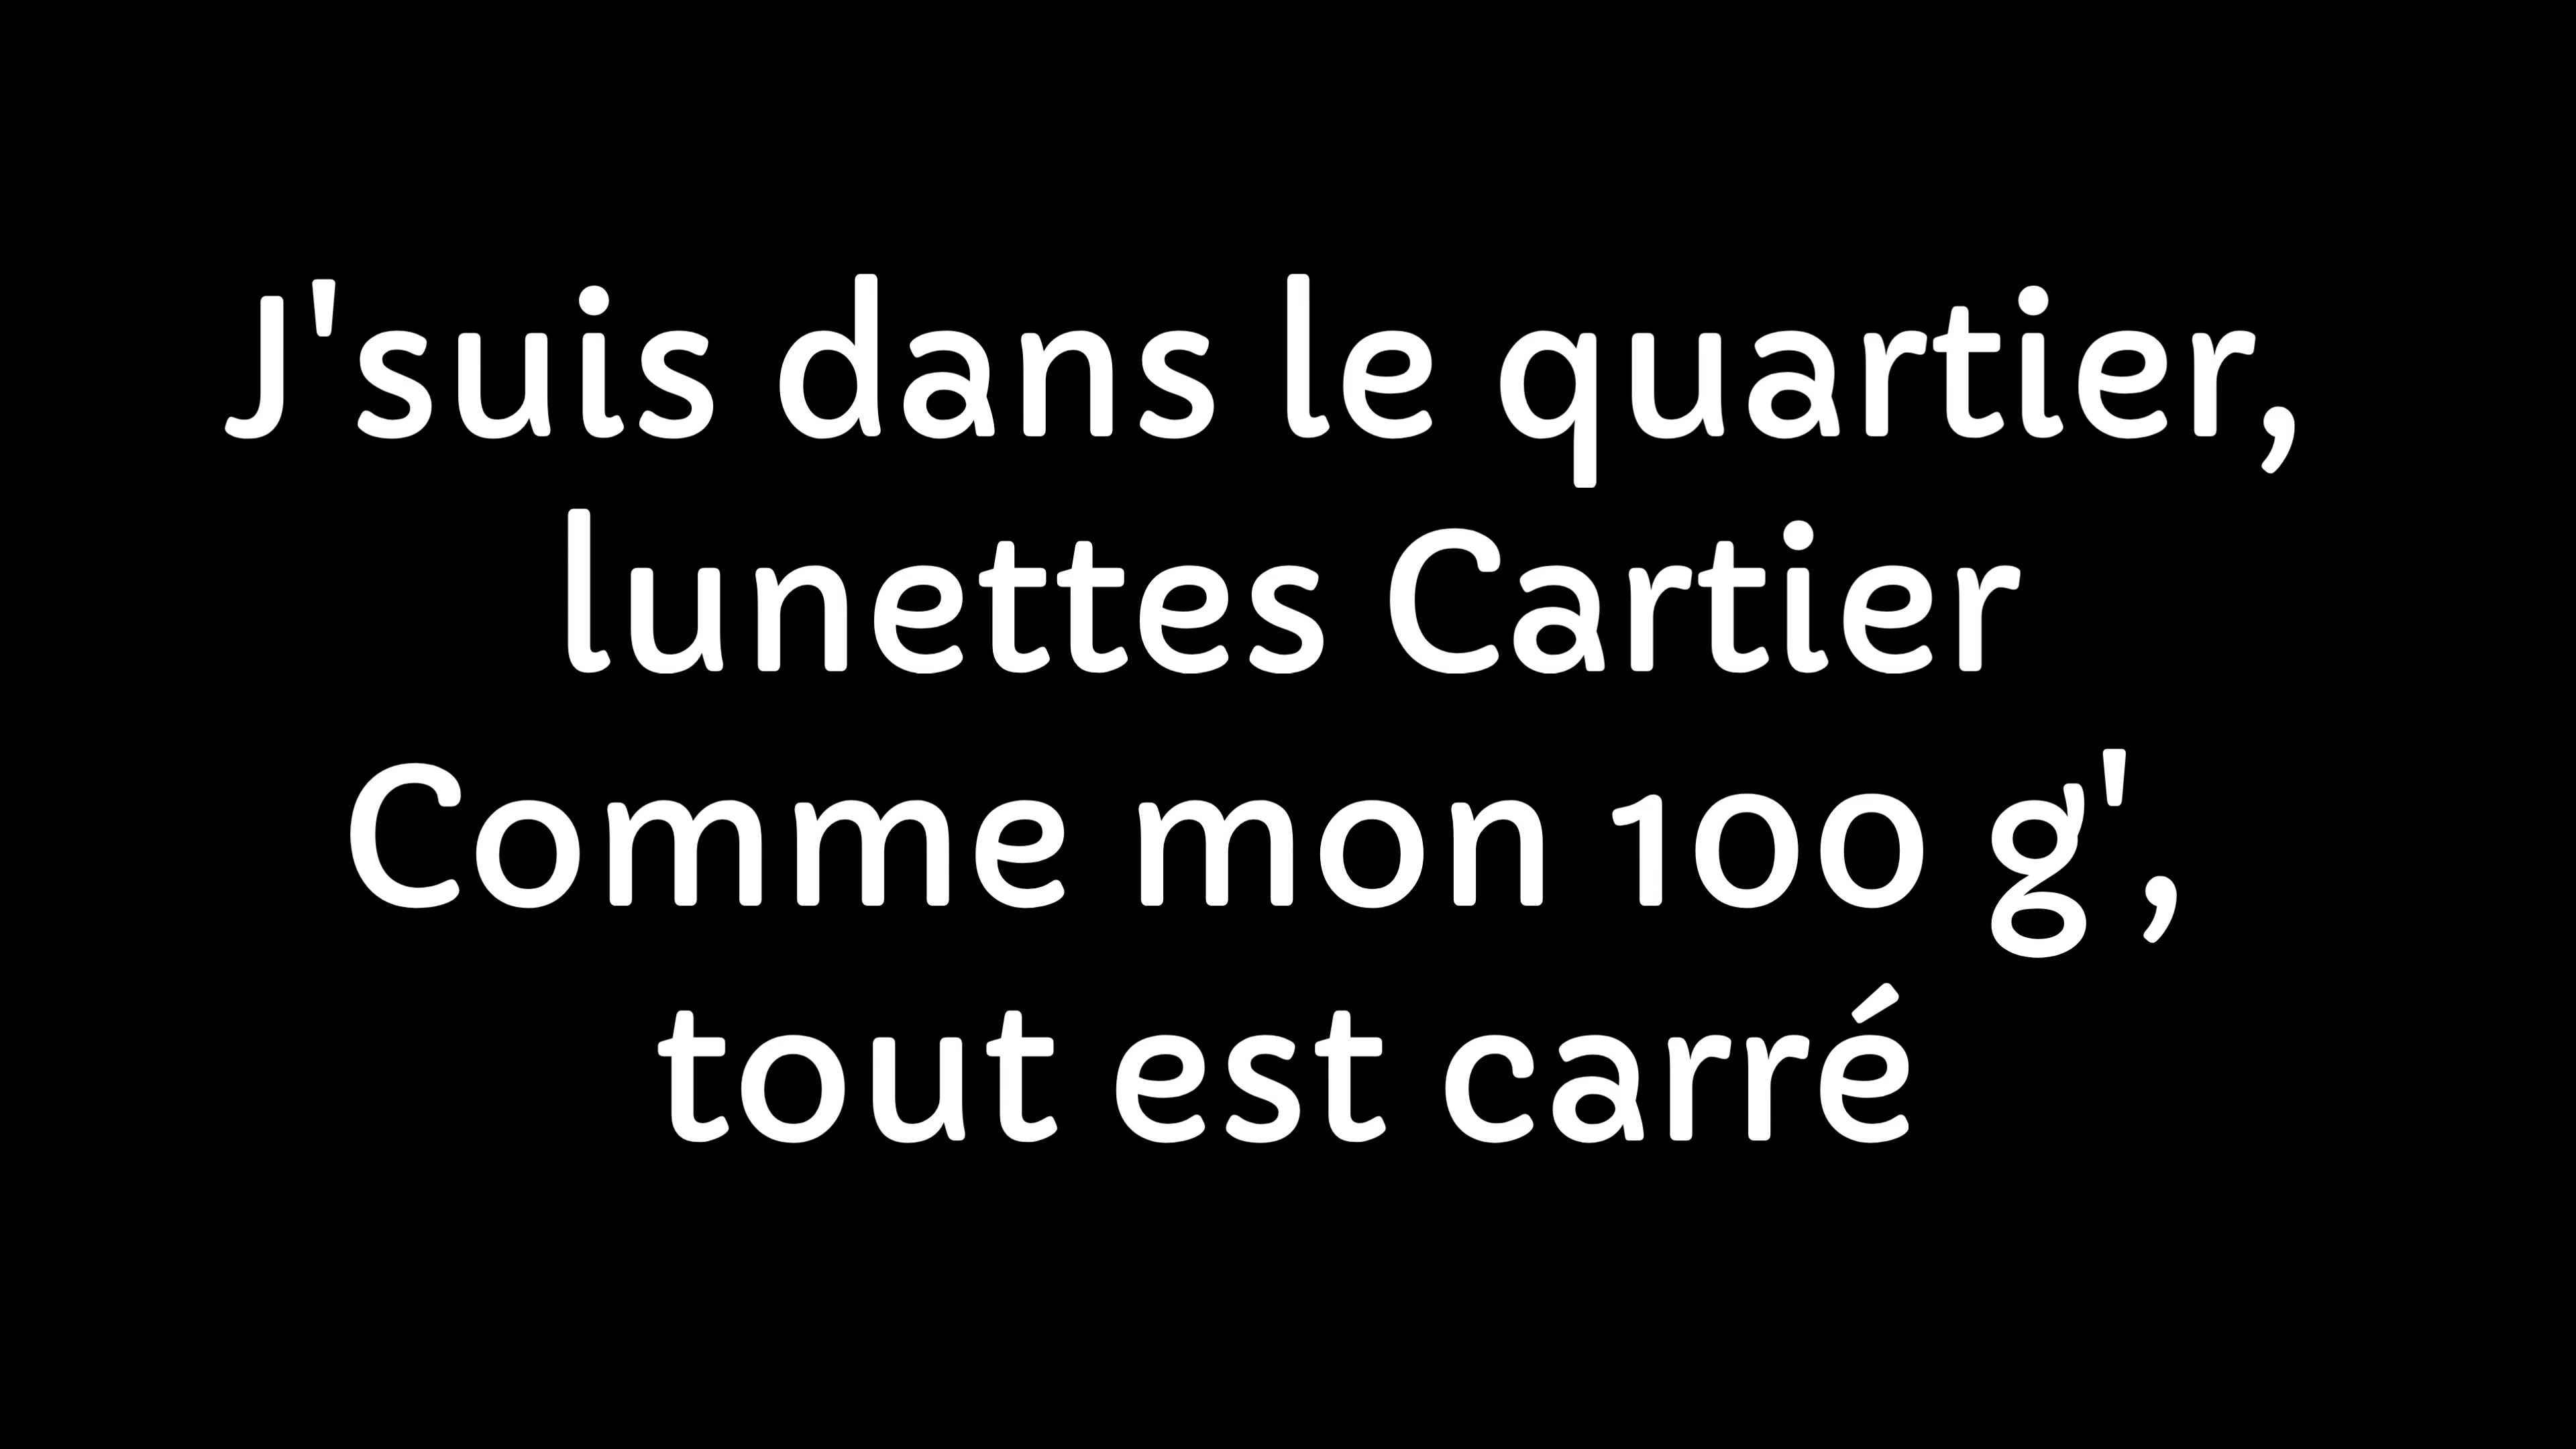 J'suis dans le quartier,
lunettes Cartier
Comme mon 100 g',
tout est carré